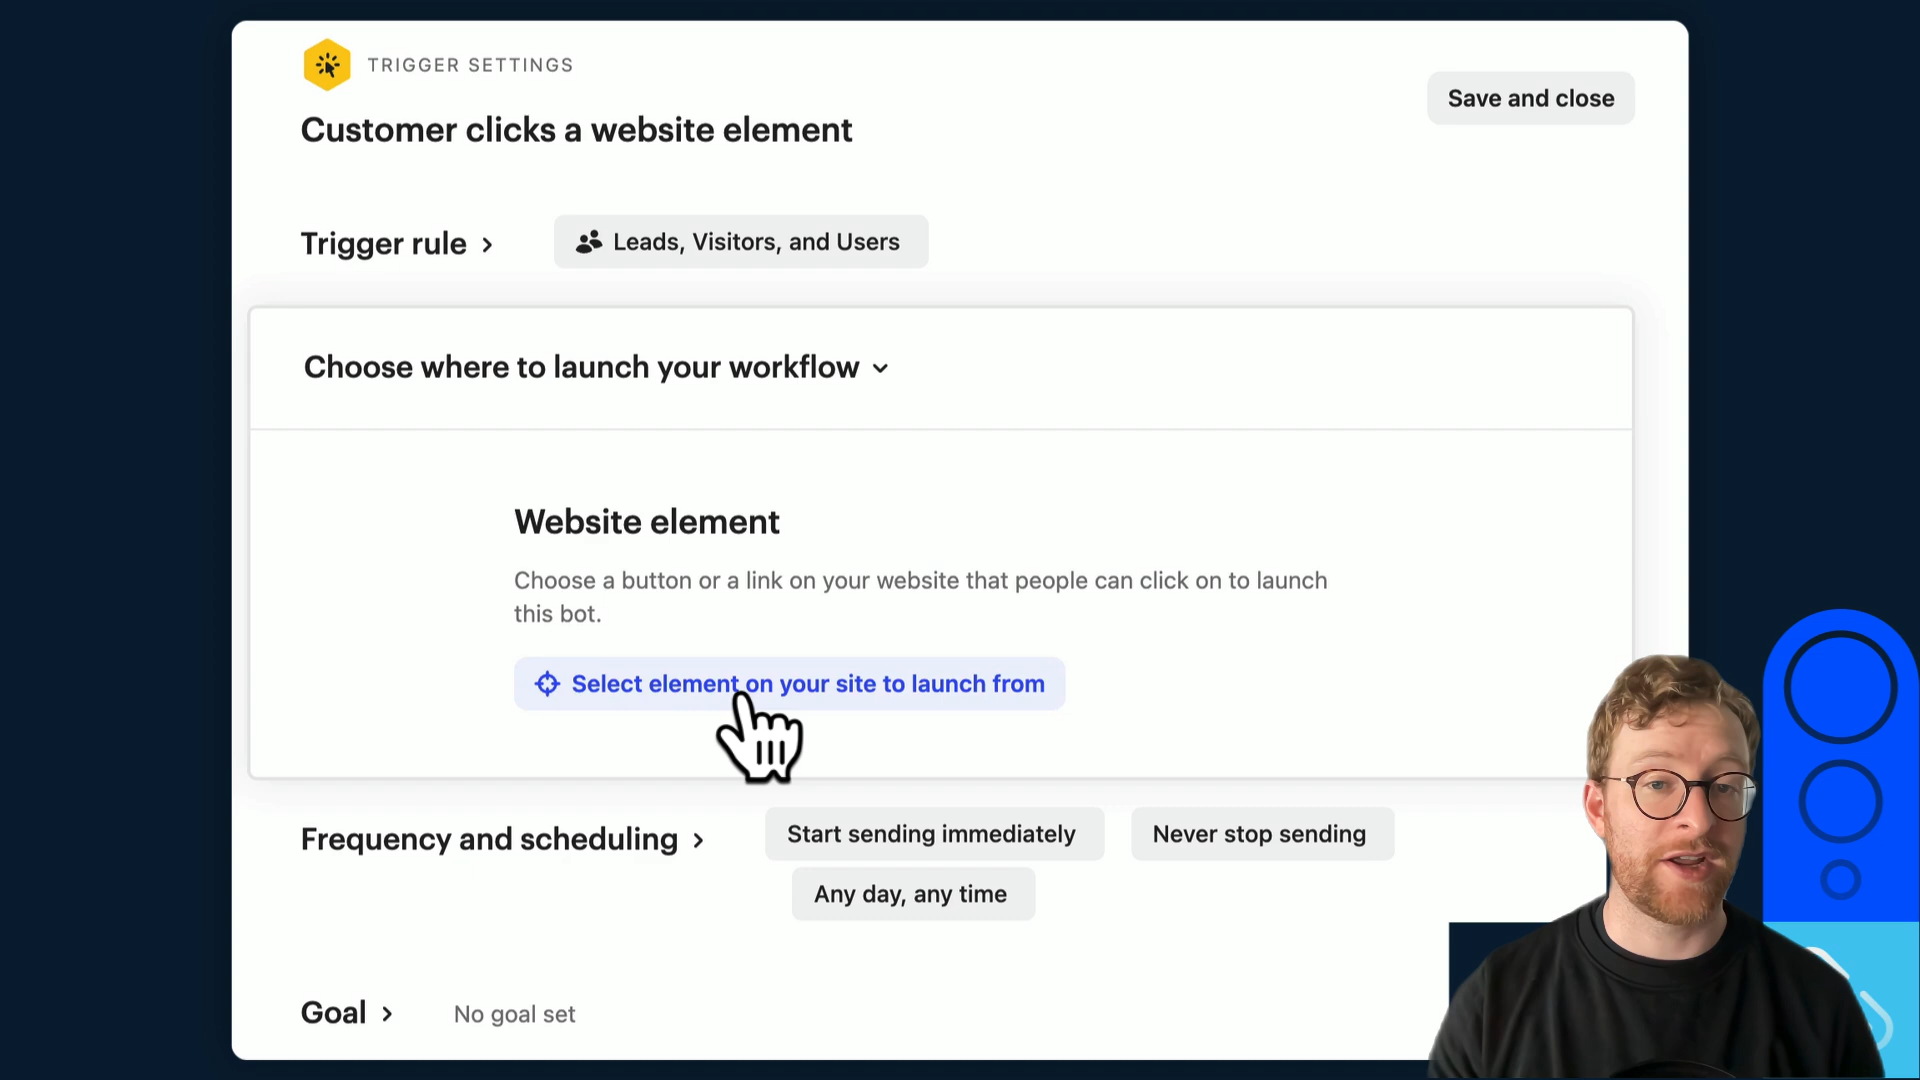 TRIGGER SETTINGS
Customer clicks a website element
Save and close
Trigger rule
Leads, Visitors, and Users
Choose where to launch your workflow
Website element
Choose a button or a link on your website that people can click on to launch
this bot.
Select element on your site to launch from
Frequency and scheduling
Start sending immediately
Never stop sending
Any day, any time
Goal
No goal set